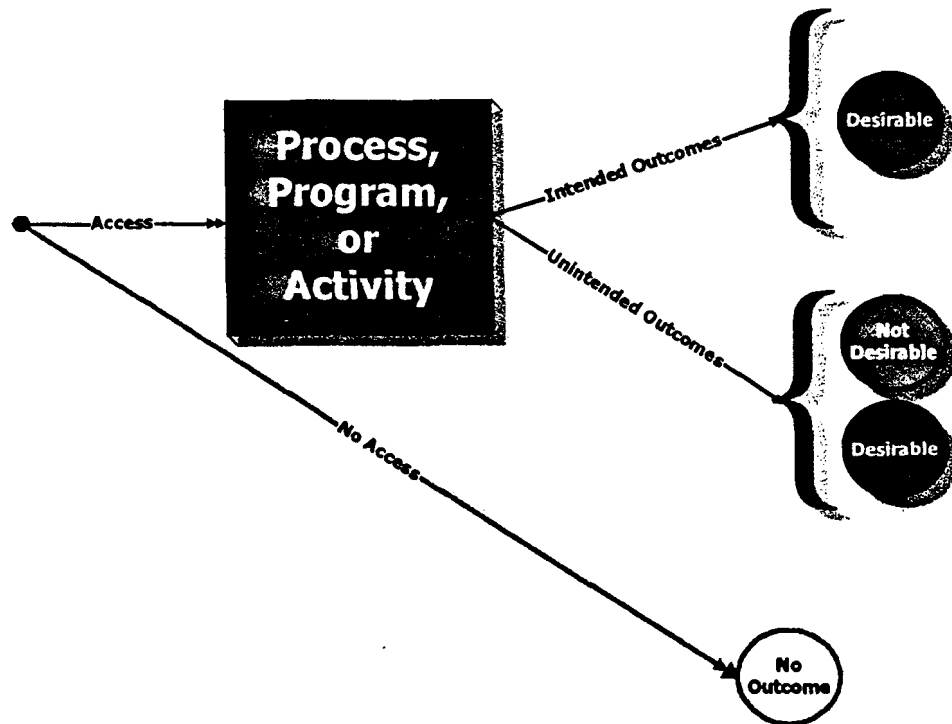 Desirable
Process,
Program,
or
Activity
Intended Outcomes
Access
Unintended Outcomes
Not
Desirable
Desirable
No Access
No
Outcome